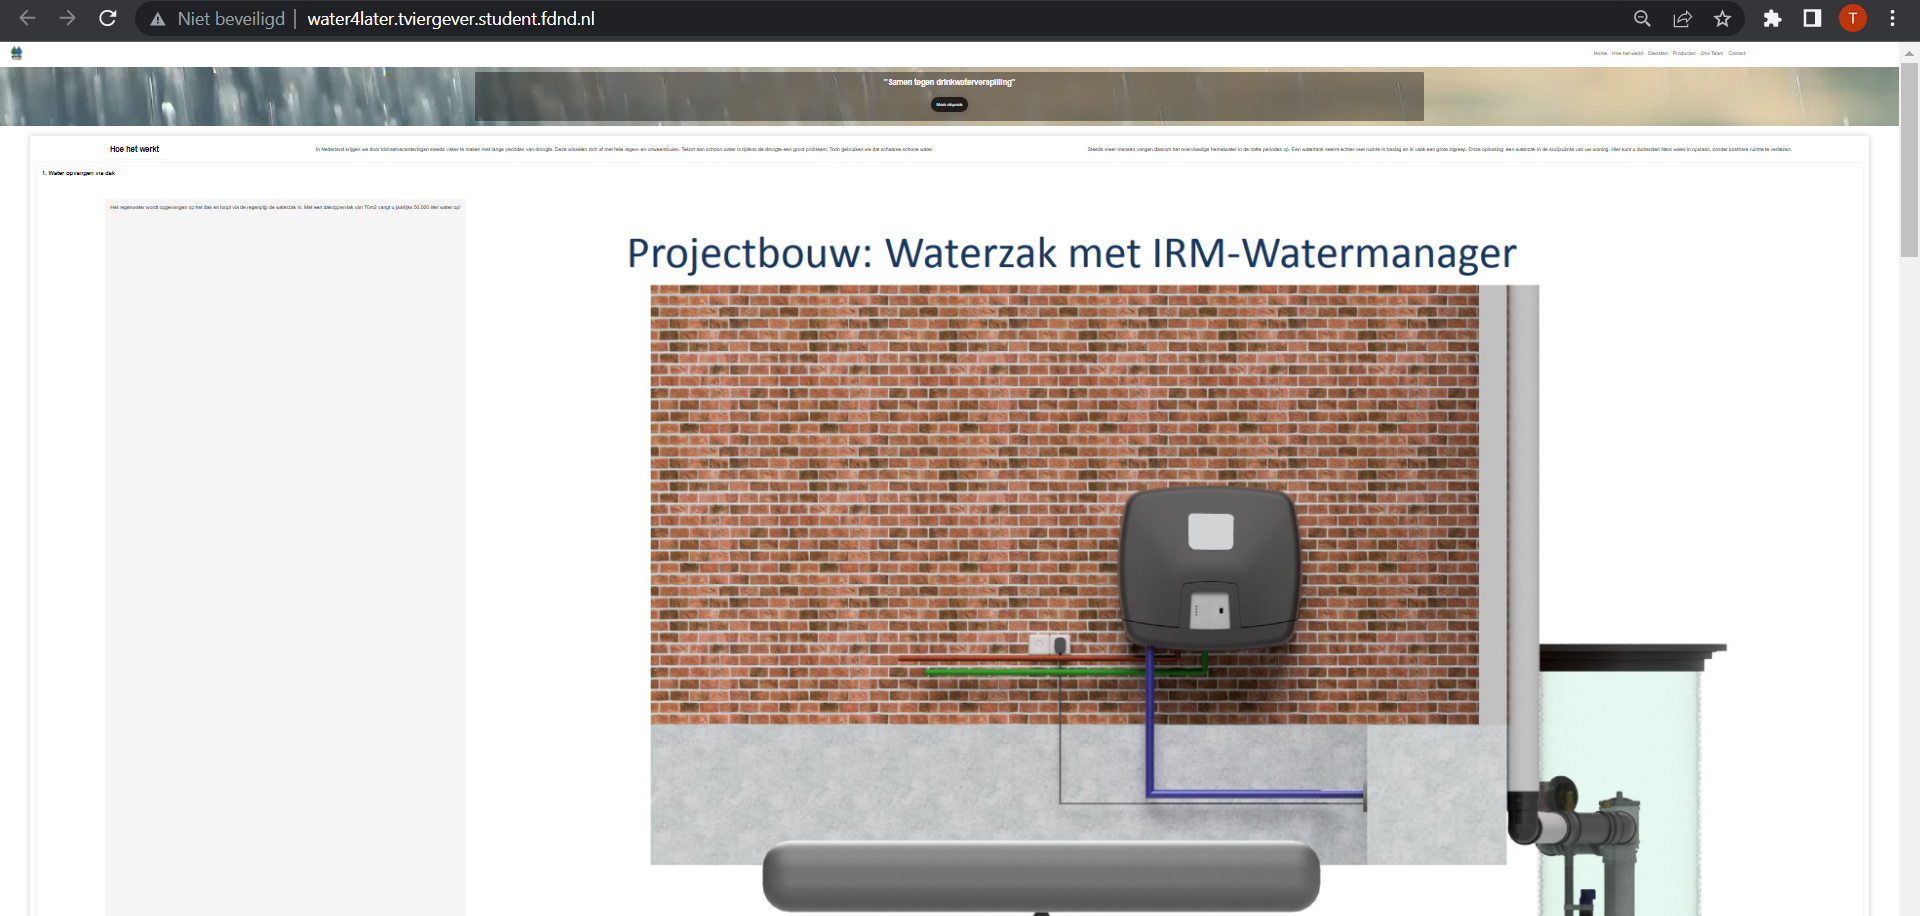 Niet beveiligd | water4later.tviergever.student.fdnd.nl
T
Home Hoe het werkt Diensten Producten Ons Team Contact
"Samen tegen drinkwaterverspilling"
Maak afspraak
Hoe het werkt
In Nederland krijgen we door klimaatveranderingen steeds vaker te maken met lange periodes van droogte. Deze wisselen zich af met felle regen- en onweersbuien. Tekort aan schoon water is tijdens de droogte een groot probleem. Toch gebruiken we dat schaarse schone water.
Steeds meer mensen vangen daarom het overvloedige hemelwater in de natte periodes op. Een watertank neemt echter veel ruimte in beslag en is vaak een grote ingreep. Onze oplossing: een waterzak in de kruipruimte van uw woning. Hier kunt u duizenden liters water in opslaan, zonder kostbare ruimte te verliezen.
1. Water opvangen via dak
Het regenwater wordt opgevangen op het dak en loopt via de regenpijp de waterzak in. Met een dakoppervlak van 70m2 vangt u jaarlijks 56.000 liter water op!
Projectbouw: Waterzak met IRM-Watermanager